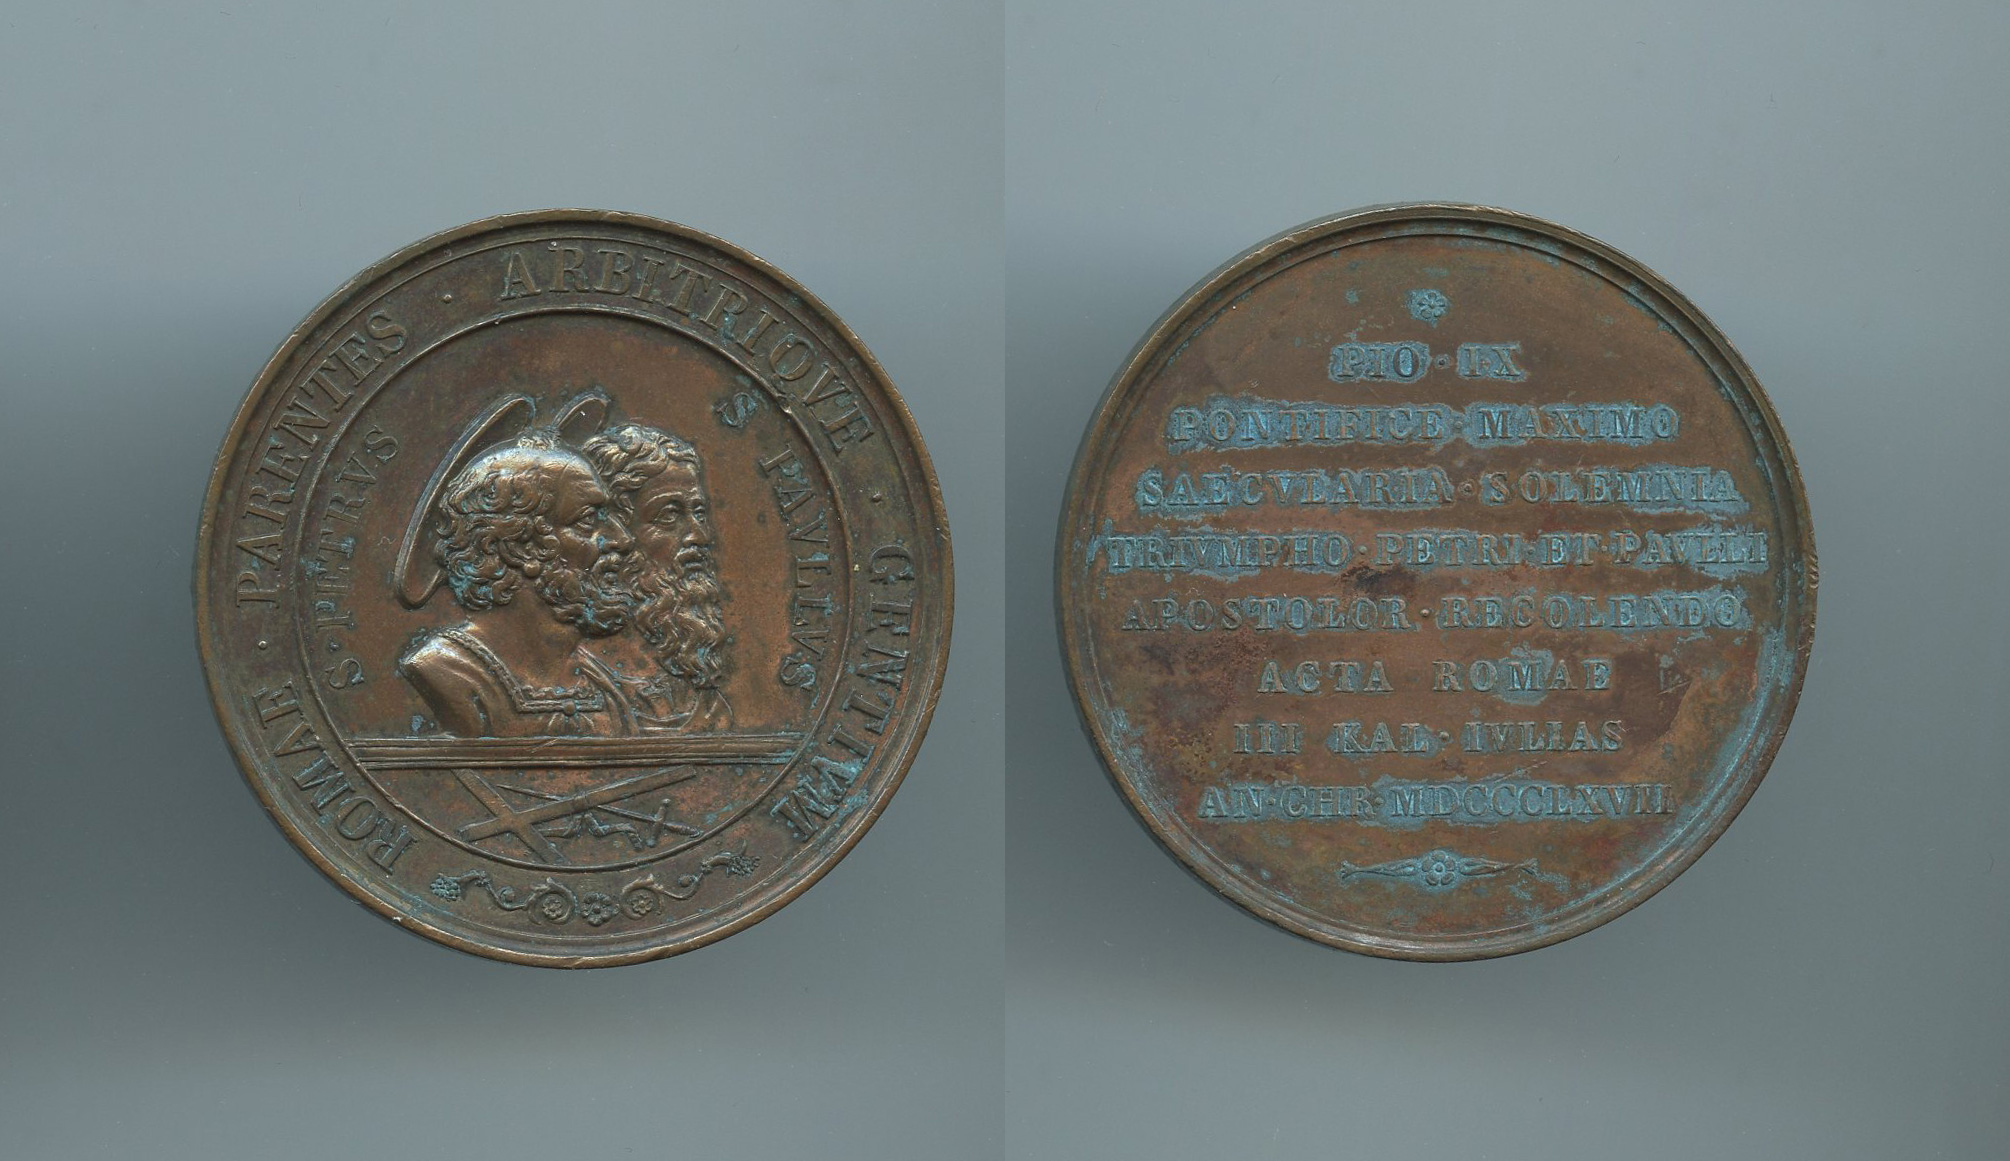 ROMAE · PARENTES · ARBITRIQVE · GENTIVM
S · PETRVS
S PAVLLVS
PIO · IX
PONTIFICE · MAXIMO
SAECVLARIA · SOLEMNIA
TRIVMPHO · PETRI · ET · PAVLLI
APOSTOLOR · RECOLENDO
ACTA ROMAE
III KAL · IVLIAS
AN · CHR · MDCCCLXVII